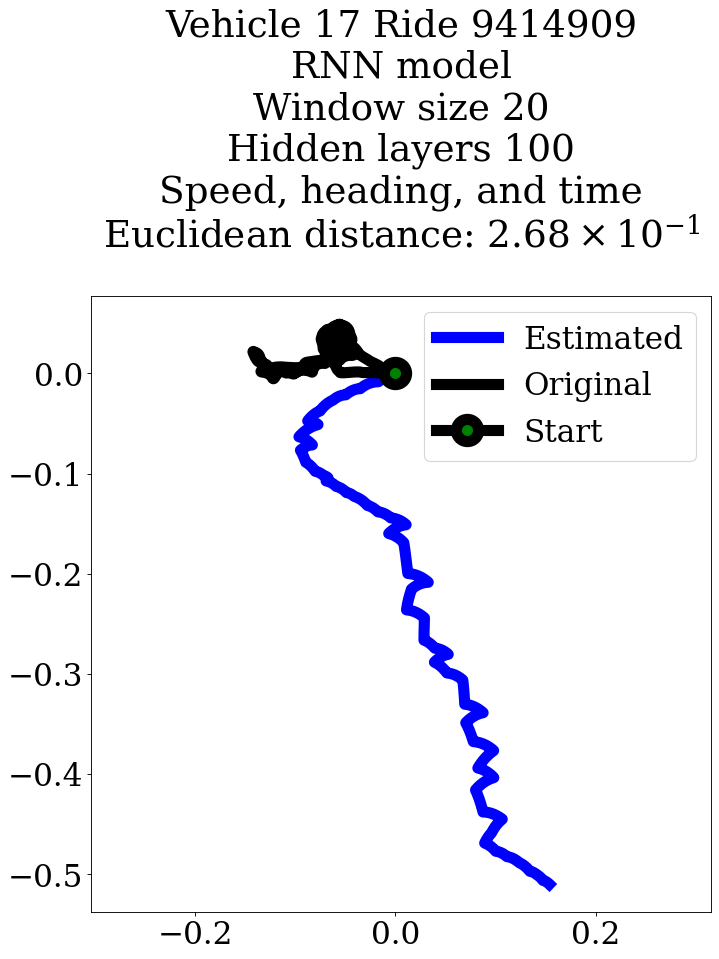 Vehicle 17 Ride 9414909
RNN model
Window size 20
Hidden layers 100
Speed, heading, and time
Euclidean distance: 2.68 × 10⁻¹
Estimated
Original
Start
0.0
−0.1
−0.2
−0.3
−0.4
−0.5
−0.2 0.0 0.2